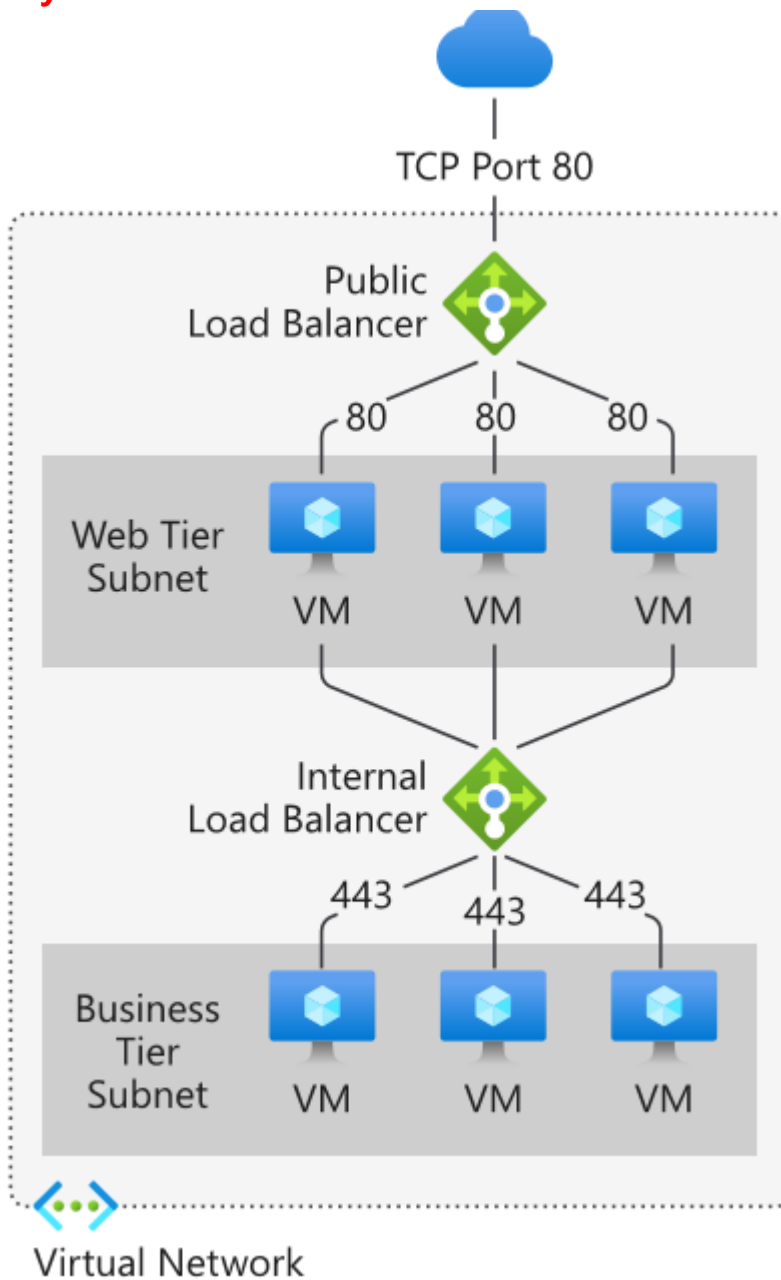 TCP Port 80
Public
Load Balancer
80 80 80
Web Tier
Subnet
VM VM VM
Internal
Load Balancer
443 443 443
Business
Tier
Subnet
VM VM VM
Virtual Network